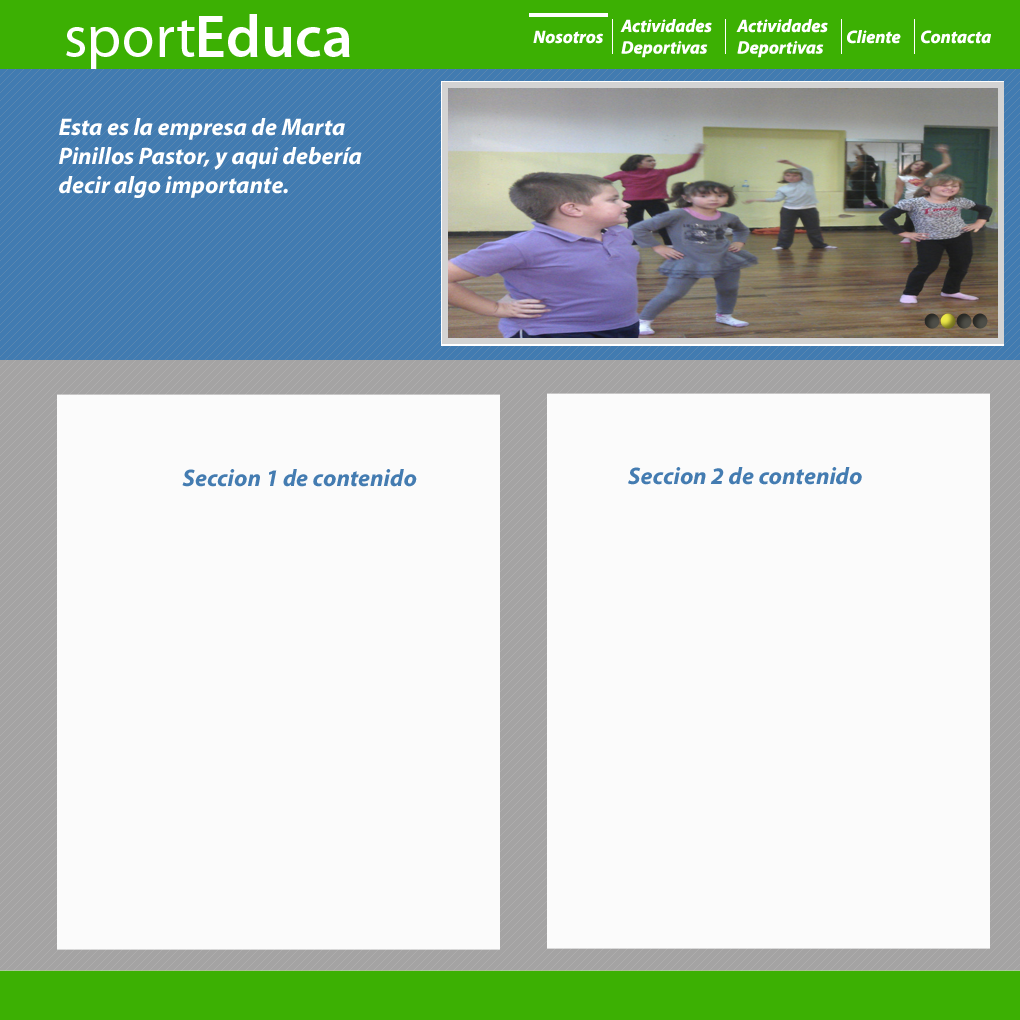 sportEduca
Nosotros
Actividades
Deportivas
Actividades
Deportivas
Cliente
Contacta
Esta es la empresa de Marta
Pinillos Pastor, y aqui debería
decir algo importante.
Seccion 1 de contenido
Seccion 2 de contenido